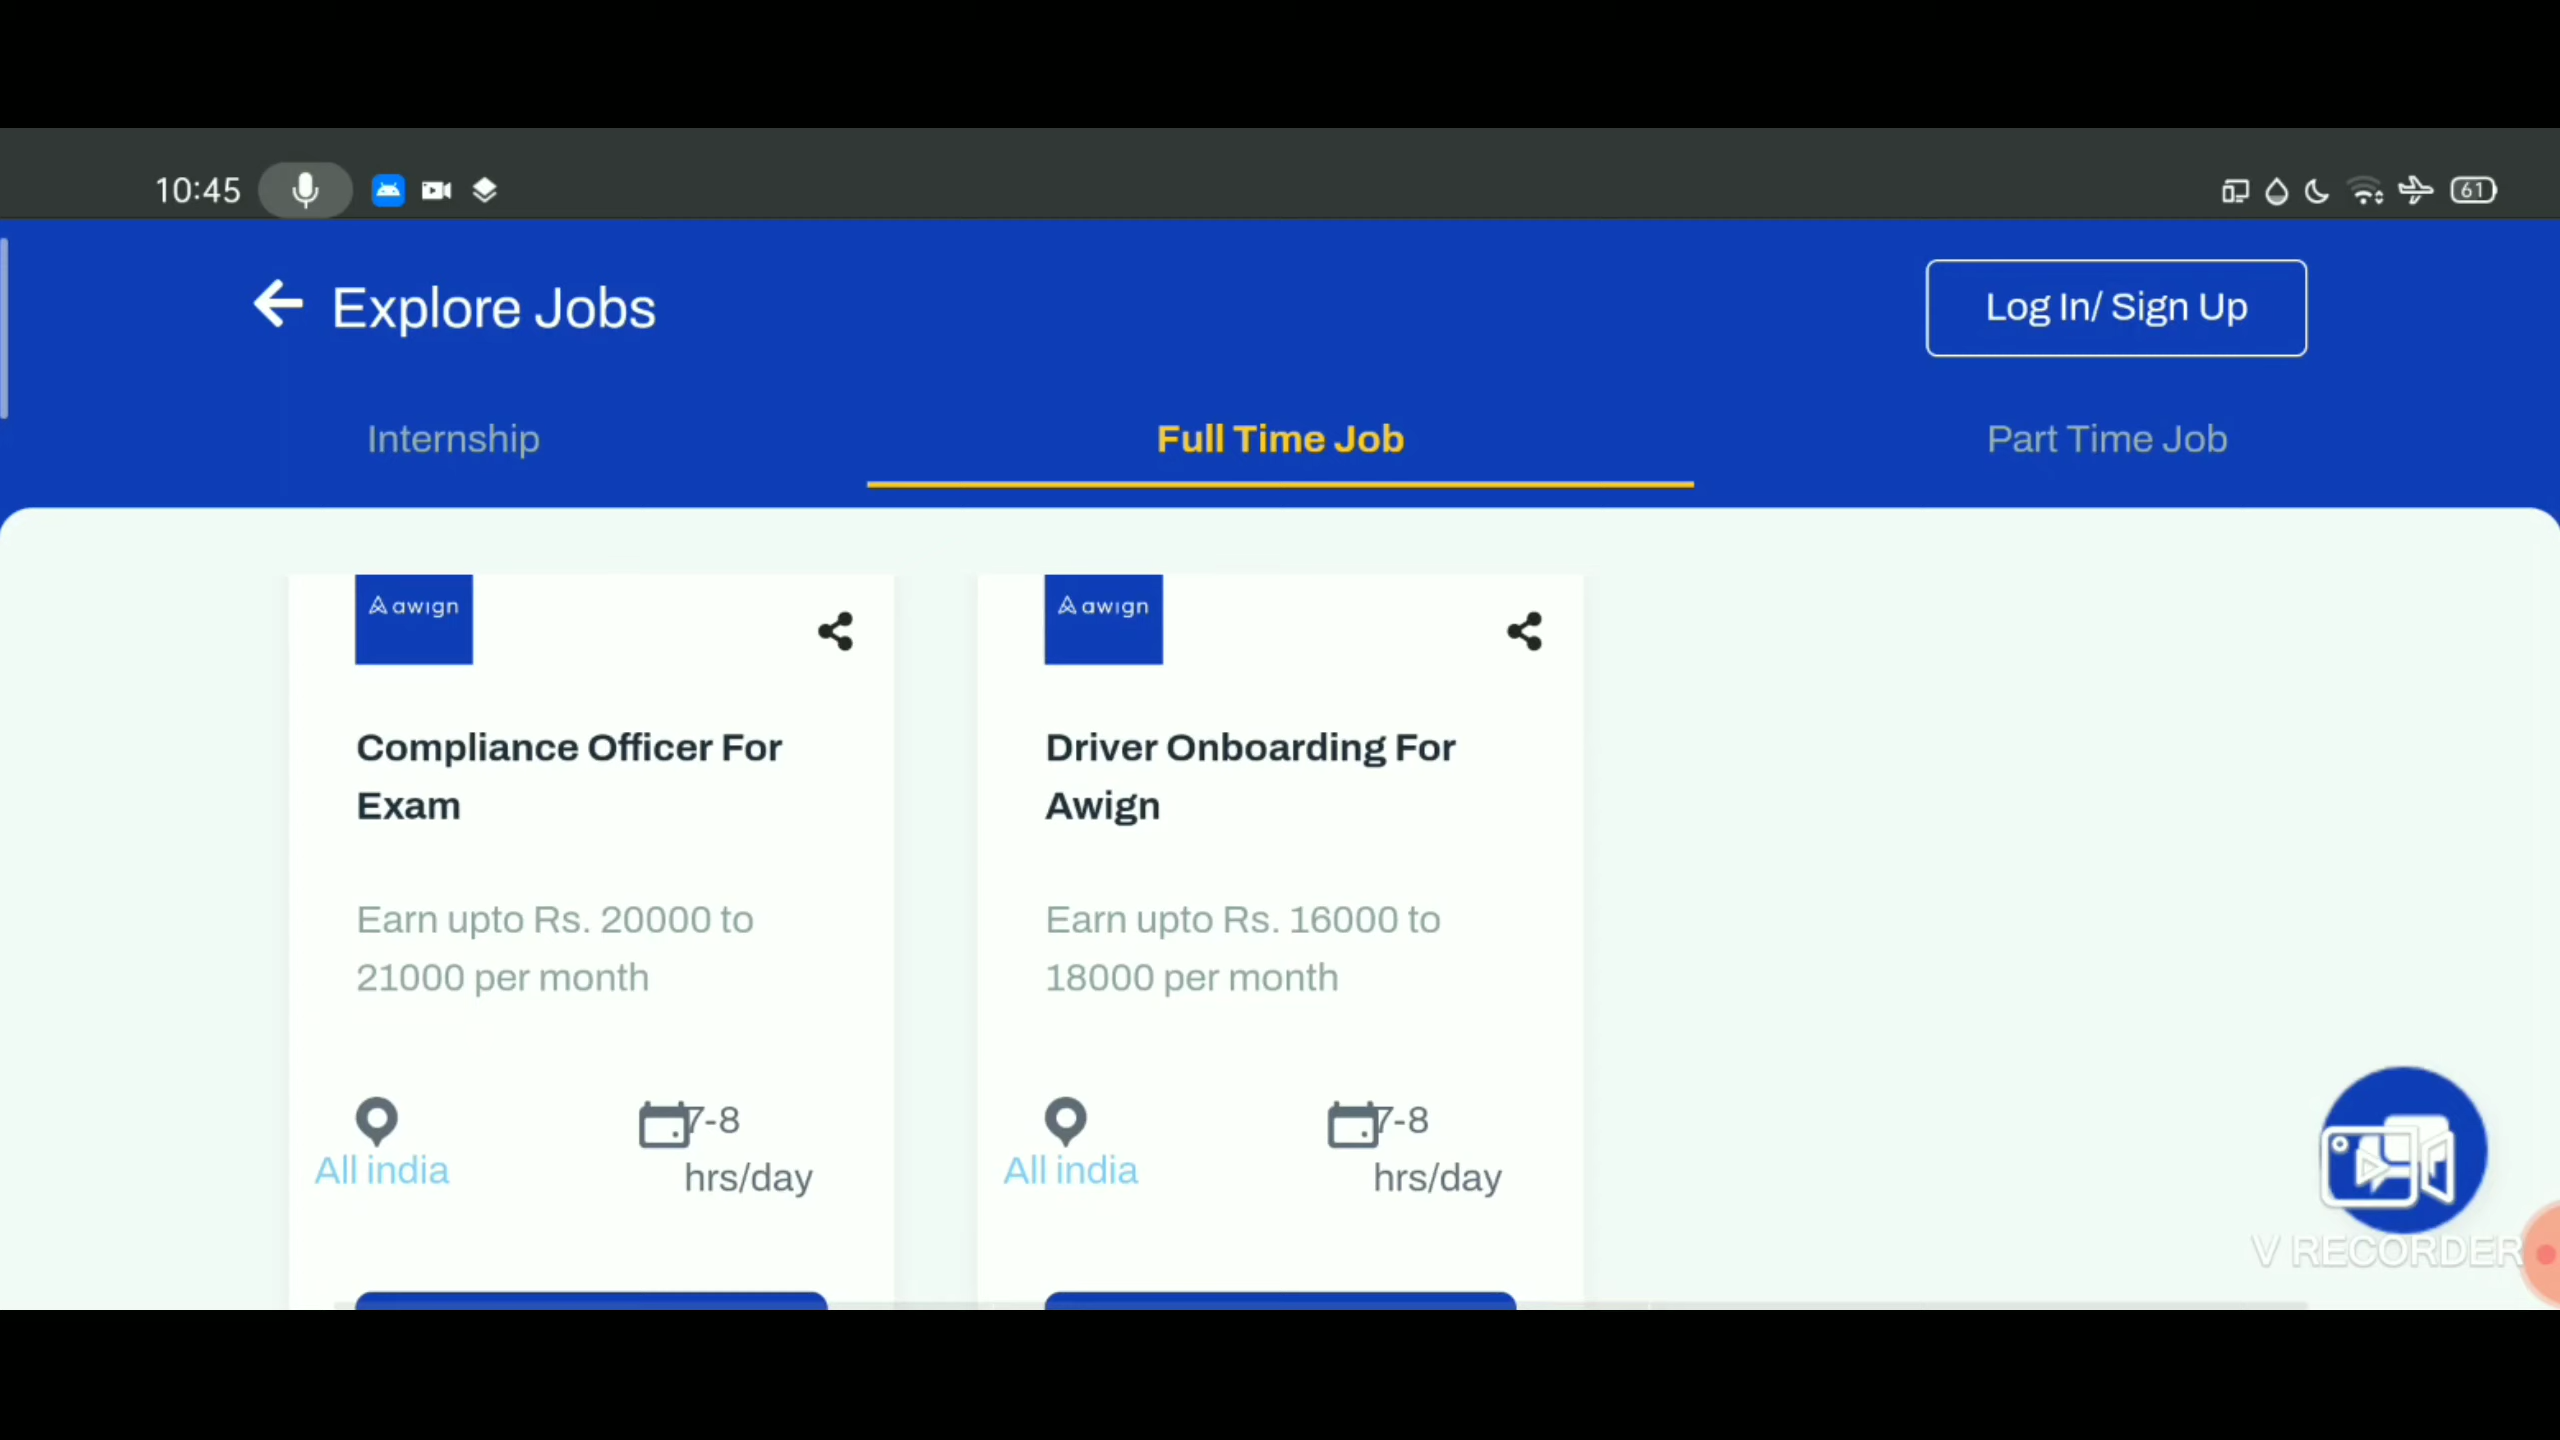 10:45
61
Explore Jobs
Log In/ Sign Up
Internship
Full Time Job
Part Time Job
awign
awign
Compliance Officer For
Exam
Driver Onboarding For
Awign
Earn upto Rs. 20000 to
21000 per month
Earn upto Rs. 16000 to
18000 per month
All india
7-8
hrs/day
All india
7-8
hrs/day
V RECORDER